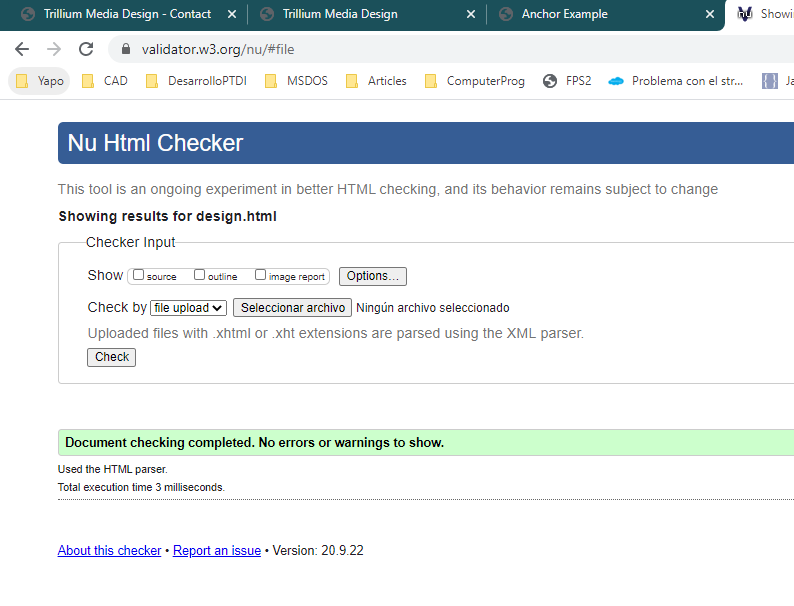 Trillium Media Design - Contact
Trillium Media Design
Anchor Example
nu Showi
validator.w3.org/nu/#file
Yapo CAD DesarrolloPTDI MSDOS Articles ComputerProg FPS2 Problema con el str... Ja
Nu Html Checker
This tool is an ongoing experiment in better HTML checking, and its behavior remains subject to change
Showing results for design.html
Checker Input
Show source outline image report Options...
Check by file upload Seleccionar archivo Ningún archivo seleccionado
Uploaded files with .xhtml or .xht extensions are parsed using the XML parser.
Check
Document checking completed. No errors or warnings to show.
Used the HTML parser.
Total execution time 3 milliseconds.
About this checker • Report an issue • Version: 20.9.22